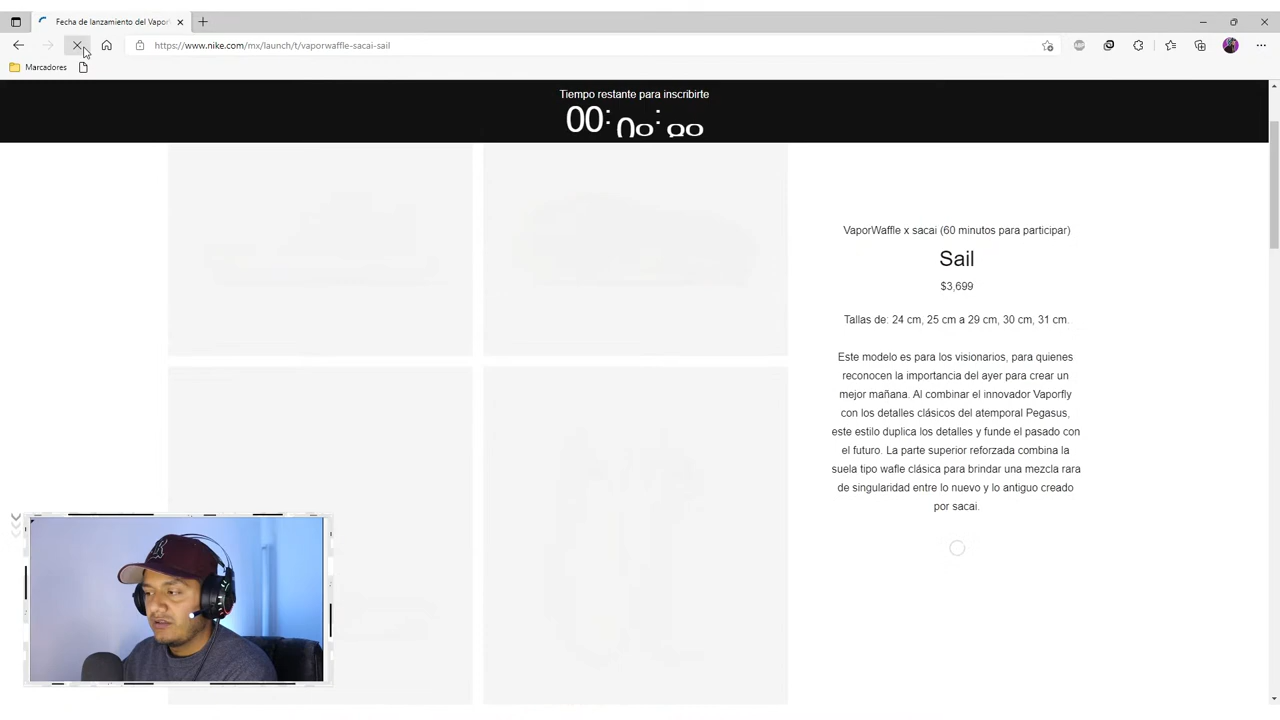 Fecha de lanzamiento del Vapor
https://www.nike.com/mx/launch/t/vaporwaffle-sacai-sail
Marcadores
Tiempo restante para inscribirte
00:
VaporWaffle x sacai (60 minutos para participar)
Sail
$3,699
Tallas de: 24 cm, 25 cm a 29 cm, 30 cm, 31 cm.
Este modelo es para los visionarios, para quienes
reconocen la importancia del ayer para crear un
mejor mañana. Al combinar el innovador Vaporfly
con los detalles clásicos del atemporal Pegasus,
este estilo duplica los detalles y funde el pasado con
el futuro. La parte superior reforzada combina la
suela tipo wafle clásica para brindar una mezcla rara
de singularidad entre lo nuevo y lo antiguo creado
por sacai.